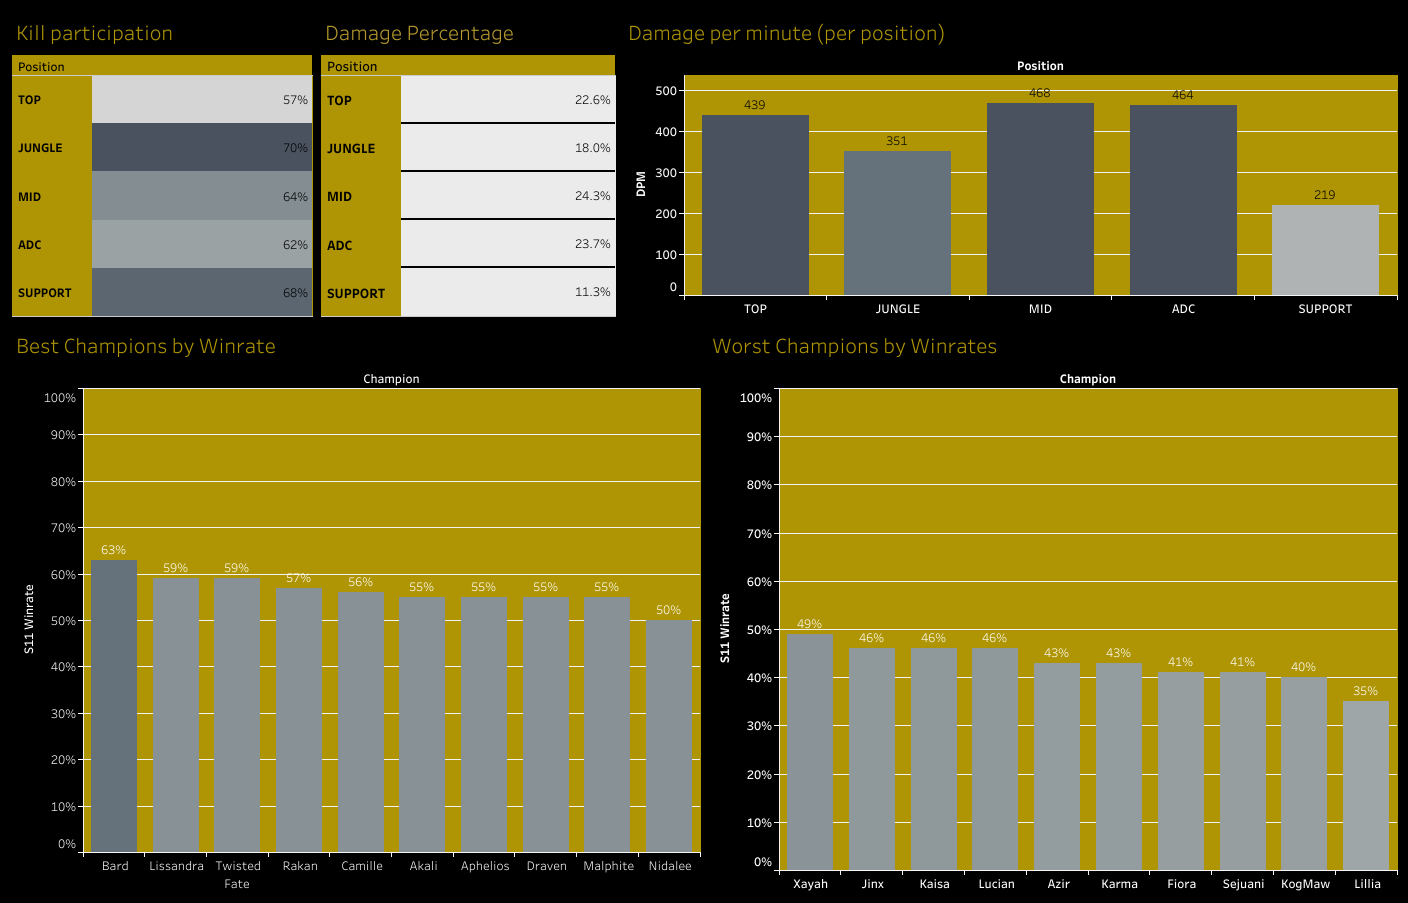 Kill participation
Position
TOP 57%
JUNGLE 70%
MID 64%
ADC 62%
SUPPORT 68%
Damage Percentage
Position
TOP 22.6%
JUNGLE 18.0%
MID 24.3%
ADC 23.7%
SUPPORT 11.3%
Damage per minute (per position)
Position
DPM
500
400
300
200
100
0
439
351
468
464
219
TOP JUNGLE MID ADC SUPPORT
Best Champions by Winrate
Champion
S11 Winrate
100%
90%
80%
70%
60%
50%
40%
30%
20%
10%
0%
63% 59% 59% 57% 56% 55% 55% 55% 55% 50%
Bard Lissandra Twisted Rakan Camille Akali Aphelios Draven Malphite Nidalee
Fate
Worst Champions by Winrates
Champion
S11 Winrate
100%
90%
80%
70%
60%
50%
40%
30%
20%
10%
0%
49% 46% 46% 46% 43% 43% 41% 41% 40% 35%
Xayah Jinx Kaisa Lucian Azir Karma Fiora Sejuani KogMaw Lillia